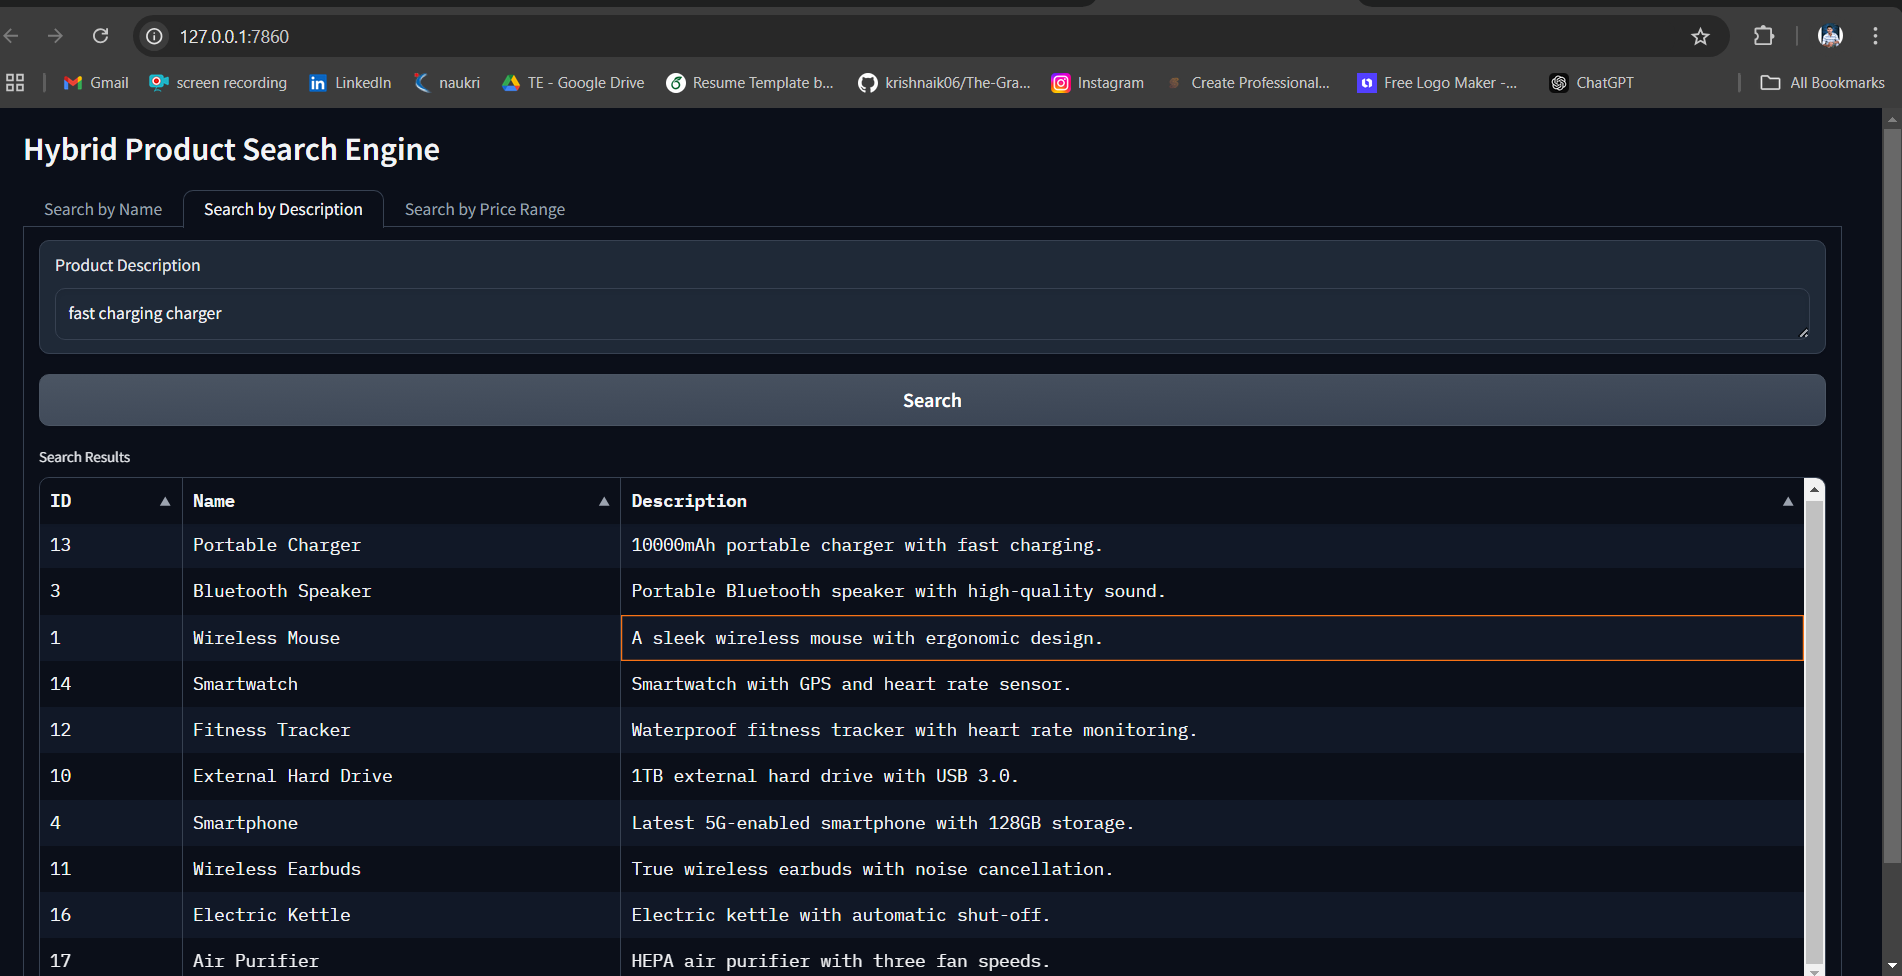 127.0.0.1:7860
Gmail screen recording LinkedIn naukri TE - Google Drive Resume Template b... krishnaik06/The-Gra... Instagram Create Professional... Free Logo Maker -... ChatGPT All Bookmarks
Hybrid Product Search Engine
Search by Name Search by Description Search by Price Range
Product Description
fast charging charger
Search
Search Results
ID Name Description
13 Portable Charger 10000mAh portable charger with fast charging.
3 Bluetooth Speaker Portable Bluetooth speaker with high-quality sound.
1 Wireless Mouse A sleek wireless mouse with ergonomic design.
14 Smartwatch Smartwatch with GPS and heart rate sensor.
12 Fitness Tracker Waterproof fitness tracker with heart rate monitoring.
10 External Hard Drive 1TB external hard drive with USB 3.0.
4 Smartphone Latest 5G-enabled smartphone with 128GB storage.
11 Wireless Earbuds True wireless earbuds with noise cancellation.
16 Electric Kettle Electric kettle with automatic shut-off.
17 Air Purifier HEPA air purifier with three fan speeds.